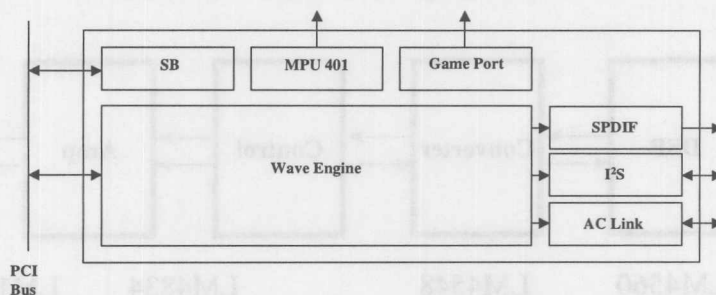 SB
MPU 401
Game Port
SPDIF
Wave Engine
I²S
AC Link
PCI
Bus